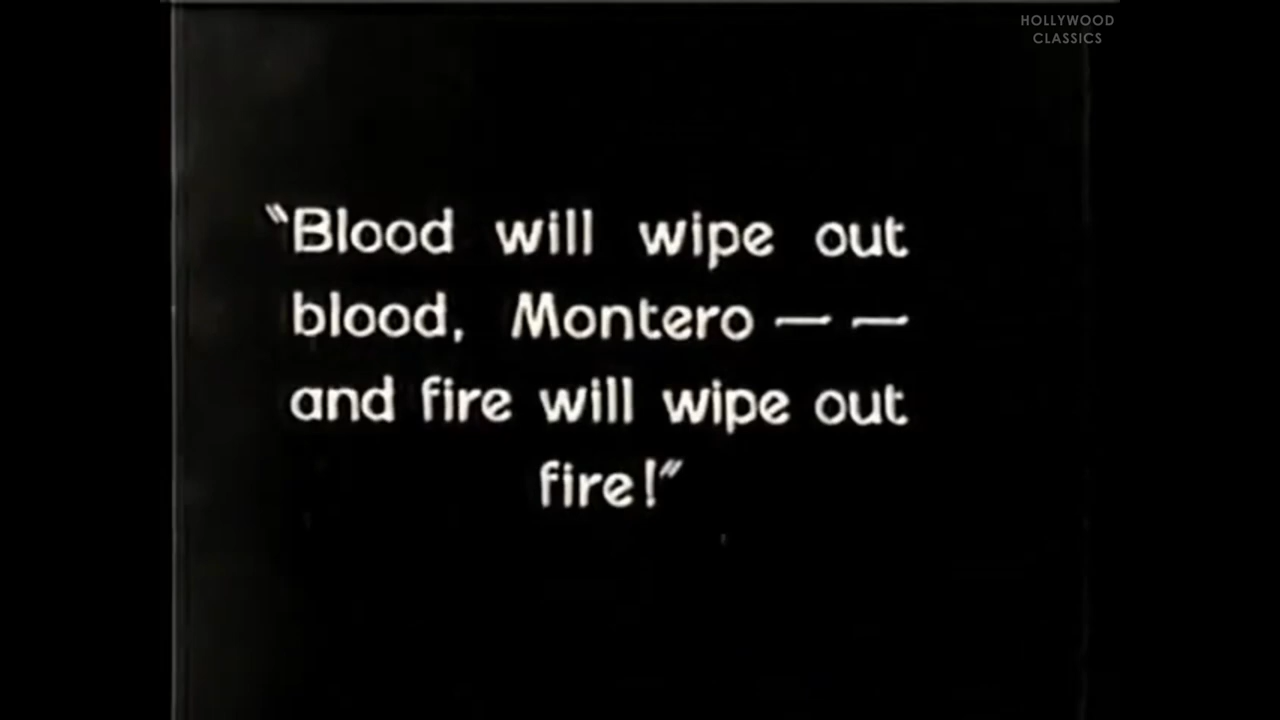 HOLLYWOOD
CLASSICS
"Blood will wipe out
blood, Montero — —
and fire will wipe out
fire!"